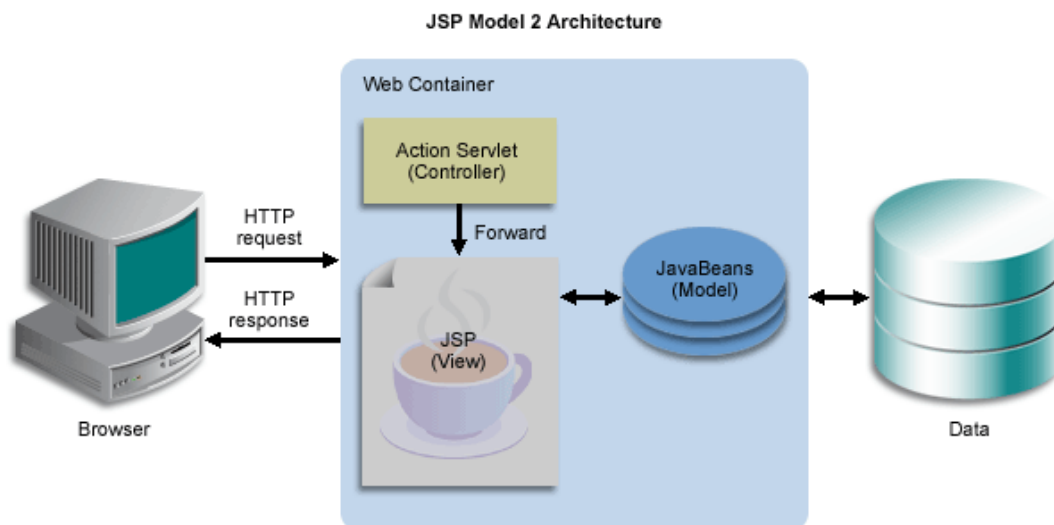 JSP Model 2 Architecture
Web Container
Action Servlet
(Controller)
HTTP
request
Forward
JavaBeans
(Model)
HTTP
response
JSP
(View)
Browser
Data